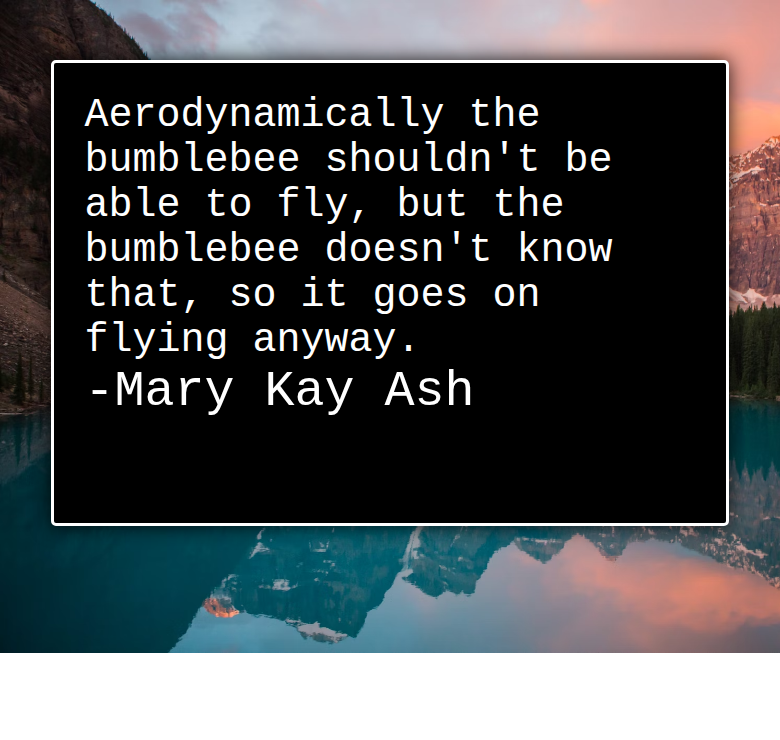 Aerodynamically the
bumblebee shouldn't be
able to fly, but the
bumblebee doesn't know
that, so it goes on
flying anyway.
-Mary Kay Ash